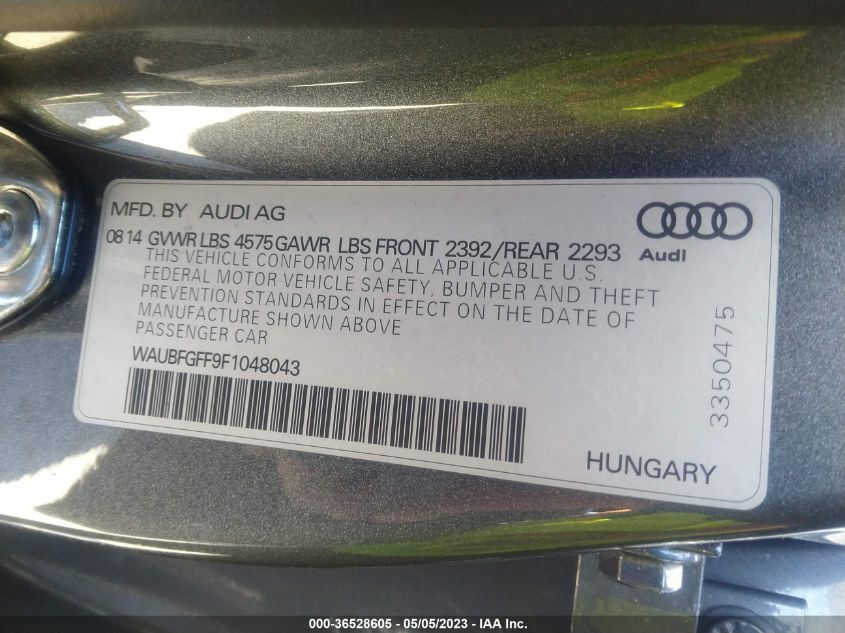 MFD. BY AUDI AG
0814 GVWR LBS 4575 GAWR LBS FRONT 2392/REAR 2293
THIS VEHICLE CONFORMS TO ALL APPLICABLE U.S.
FEDERAL MOTOR VEHICLE SAFETY, BUMPER AND THEFT
PREVENTION STANDARDS IN EFFECT ON THE DATE OF
MANUFACTURE SHOWN ABOVE
PASSENGER CAR
WAUBFGFF9F1048043
Audi
3350475
HUNGARY
000-36528605 - 05/05/2023 - IAA Inc.